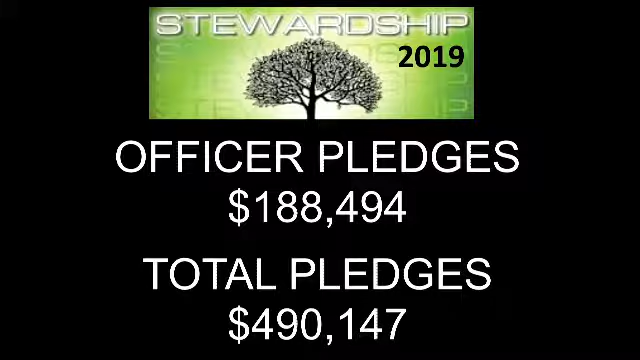 STEWARDSHIP
2019
OFFICER PLEDGES
$188,494
TOTAL PLEDGES
$490,147